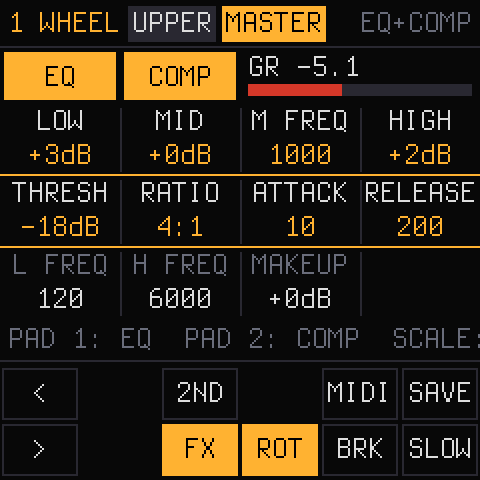 1 WHEEL UPPER MASTER EQ+COMP
EQ COMP GR -5.1
LOW MID M FREQ HIGH
+3dB +0dB 1000 +2dB
THRESH RATIO ATTACK RELEASE
-18dB 4:1 10 200
L FREQ H FREQ MAKEUP
120 6000 +0dB
PAD 1: EQ PAD 2: COMP SCALE:
< 2ND MIDI SAVE
> FX ROT BRK SLOW